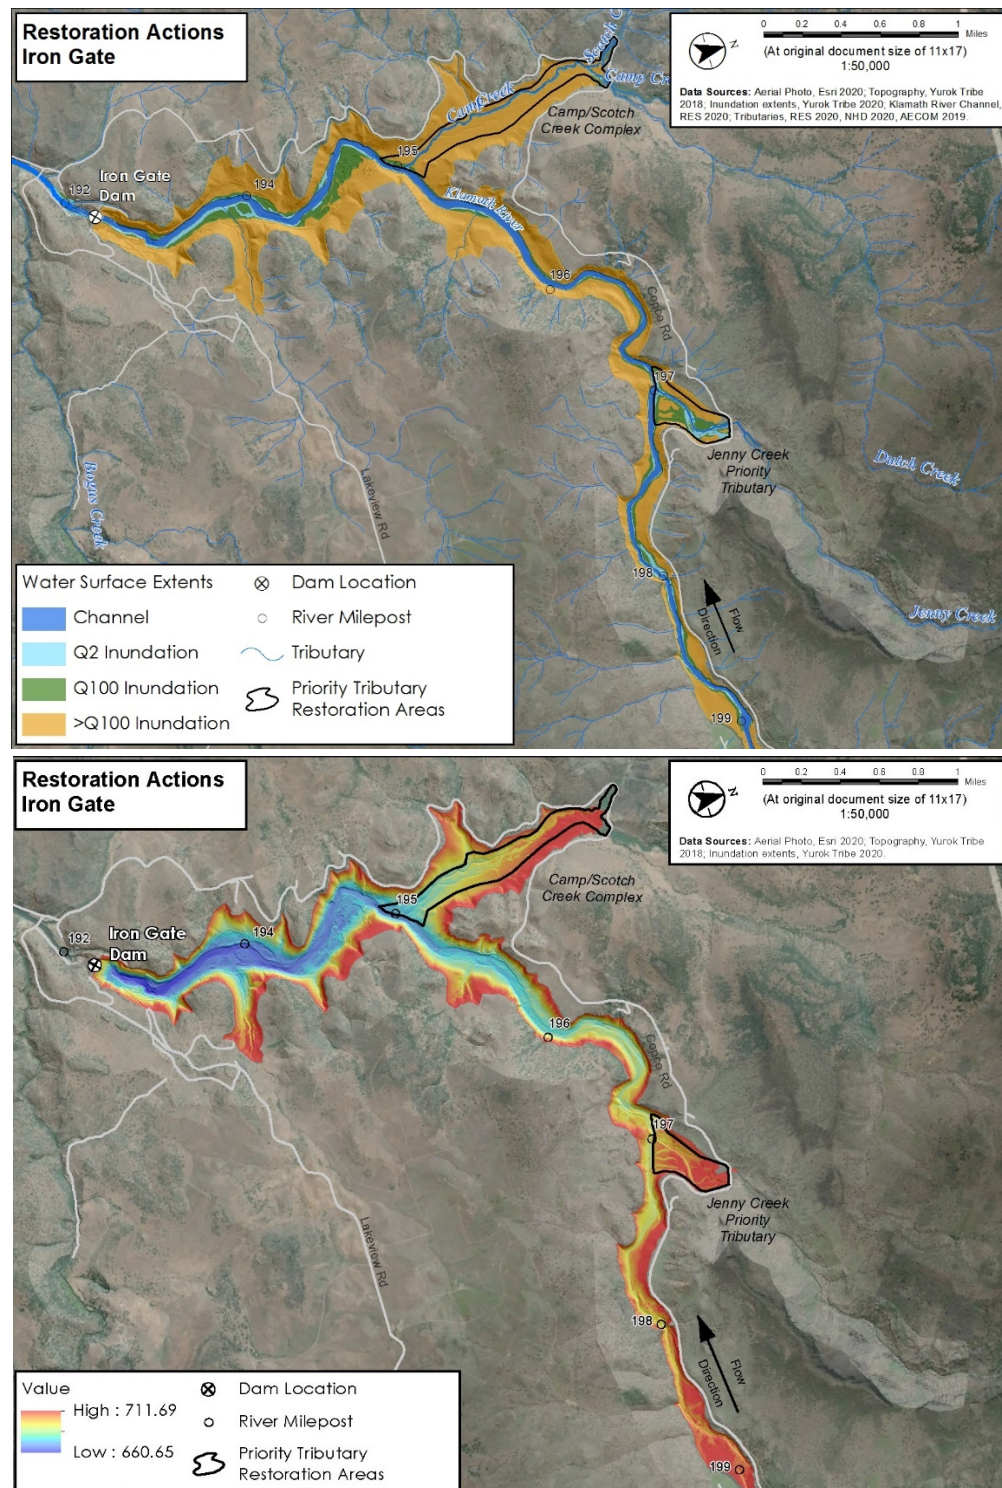 Restoration Actions
Iron Gate
0 0.2 0.4 0.6 0.8 1
Miles
(At original document size of 11x17)
1:50,000
N
Data Sources: Aerial Photo, Esri 2020; Topography, Yurok Tribe
2018; Inundation extents, Yurok Tribe 2020; Klamath River Channel,
RES 2020; Tributaries, RES 2020, NHD 2020, AECOM 2019.
Scotch C
Camp Cr
Camp Creek
Camp/Scotch
Creek Complex
195
194
192
Iron Gate
Dam
Klamath River
196
Copco Rd
197
Jenny Creek
Priority
Tributary
Dutch Creek
Bogus Creek
Lakeview Rd
198
Flow
Direction
Jenny Creek
199
Water Surface Extents
Channel
Q2 Inundation
Q100 Inundation
>Q100 Inundation
Dam Location
River Milepost
Tributary
Priority Tributary
Restoration Areas
Restoration Actions
Iron Gate
0 0.2 0.4 0.6 0.8 1
Miles
(At original document size of 11x17)
1:50,000
N
Data Sources: Aerial Photo, Esri 2020; Topography, Yurok Tribe
2018; Inundation extents, Yurok Tribe 2020.
Camp/Scotch
Creek Complex
195
194
192
Iron Gate
Dam
196
Copco Rd
197
Jenny Creek
Priority
Tributary
Lakeview Rd
198
Flow
Direction
199
Value
High : 711.69
Low : 660.65
Dam Location
River Milepost
Priority Tributary
Restoration Areas